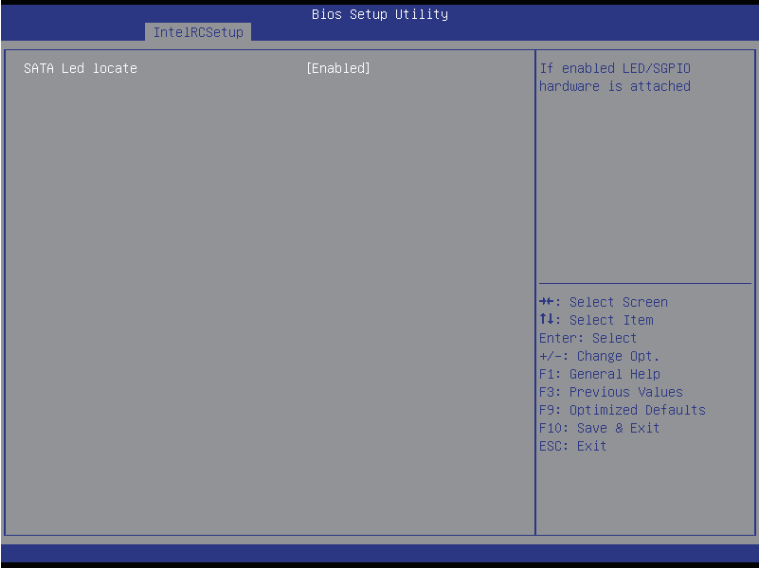 Bios Setup Utility
IntelRCSetup
SATA Led locate [Enabled]
If enabled LED/SGPIO
hardware is attached
→←: Select Screen
↑↓: Select Item
Enter: Select
+/-: Change Opt.
F1: General Help
F3: Previous Values
F9: Optimized Defaults
F10: Save & Exit
ESC: Exit